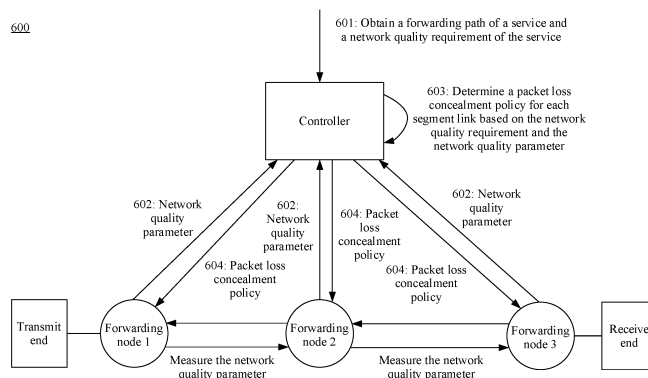 600
601: Obtain a forwarding path of a service and
a network quality requirement of the service
Controller
603: Determine a packet loss
concealment policy for each
segment link based on the network
quality requirement and the
network quality parameter
602: Network
quality
parameter
602:
Network
quality
parameter
604: Packet
loss
concealment
policy
602: Network
quality
parameter
604: Packet loss
concealment
policy
604: Packet loss
concealment
policy
Transmit
end
Forwarding
node 1
Forwarding
node 2
Forwarding
node 3
Receive
end
Measure the network
quality parameter
Measure the network
quality parameter